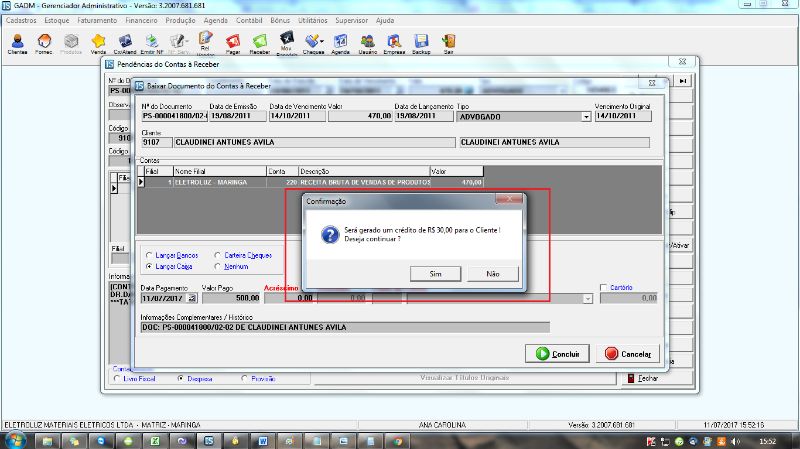 GADM - Gerenciador Administrativo - Versão: 3.2007.681.681
Cadastros Estoque Faturamento Financeiro Produção Agenda Contábil Bônus Utilitários Supervisor Ajuda
Clientes Fornec. Produtos Venda Cx/Atend Emitir NF NF Serv. Rel Vendas Pagar Receber Mov Cheques Agenda Usuário Empresa Backup Sair
Pendências do Contas à Receber
Baixar Documento do Contas à Receber
Nº do Documento Data de Emissão Data de Vencimento Valor Data de Lançamento Tipo Vencimento Original
PS-000041800/02- 19/08/2011 14/10/2011 470,00 19/08/2011 ADVOGADO 14/10/2011
Cliente
9107 CLAUDINEI ANTUNES AVILA CLAUDINEI ANTUNES AVILA
Contas
Filial Nome Filial Conta Descrição Valor
1 ELETROLUZ - MARINGA 220 RECEITA BRUTA DE VENDAS DE PRODUTOS 470,00
Confirmação
Será gerado um crédito de R$ 30,00 para o Cliente !
Deseja continuar ?
Sim Não
Lançar Bancos Carteira Cheques
Lançar Caixa Nenhum
Data Pagamento Valor Pago Acréscimo Cartório
11/07/2017 500,00 0,00 0,00 0,00
Informações Complementares / Histórico
DOC: PS-000041800/02-02 DE CLAUDINEI ANTUNES AVILA
Concluir Cancelar
Livro Fiscal Despesa Provisão Visualizar Títulos Originais Fechar
ELETROLUZ MATERIAIS ELETRICOS LTDA - MATRIZ - MARINGA ANA CAROLINA Versão: 3.2007.681.681 11/07/2017 15:52:16
15:52